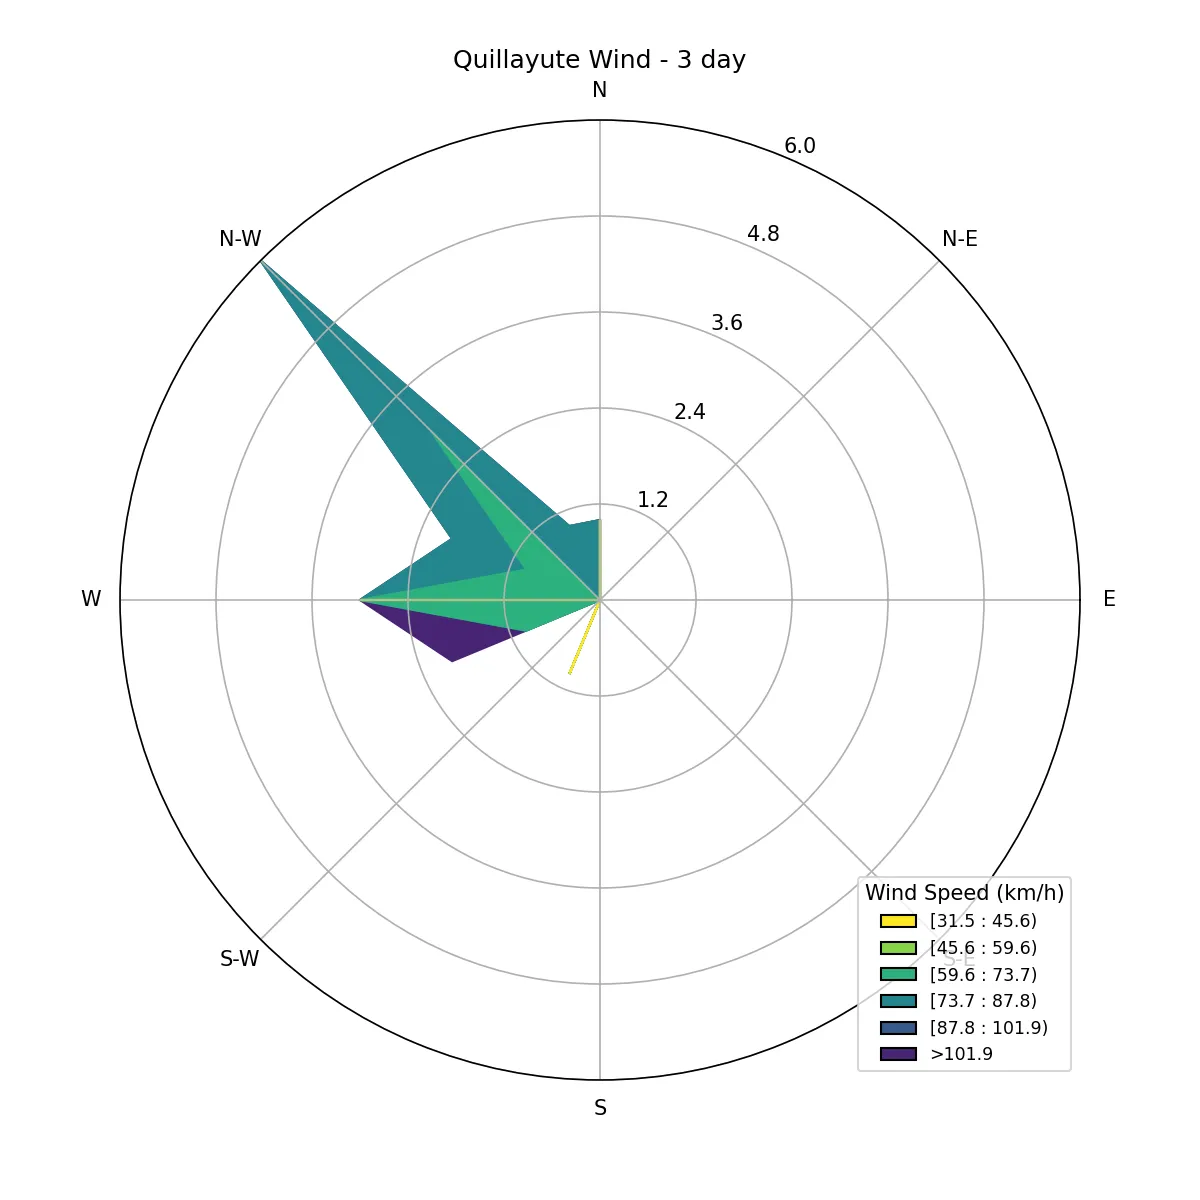 Quillayute Wind - 3 day
N
6.0
N-W
N-E
4.8
3.6
2.4
1.2
W
E
S-W
S-E
S
Wind Speed (km/h)
[31.5 : 45.6)
[45.6 : 59.6)
[59.6 : 73.7)
[73.7 : 87.8)
[87.8 : 101.9)
>101.9